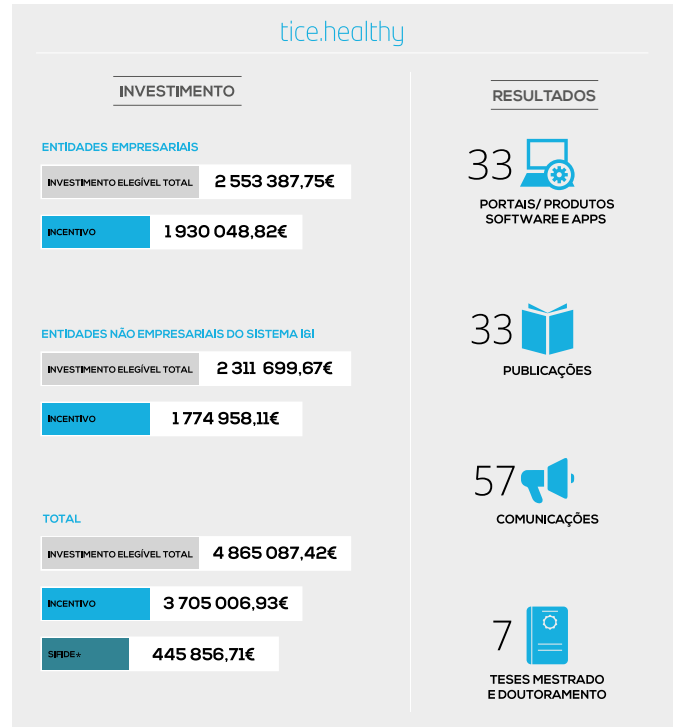 tice.healthy
INVESTIMENTO
ENTIDADES EMPRESARIAIS
INVESTIMENTO ELEGÍVEL TOTAL 2 553 387,75€
INCENTIVO 1 930 048,82€
ENTIDADES NÃO EMPRESARIAIS DO SISTEMA I&I
INVESTIMENTO ELEGÍVEL TOTAL 2 311 699,67€
INCENTIVO 1 774 958,11€
TOTAL
INVESTIMENTO ELEGÍVEL TOTAL 4 865 087,42€
INCENTIVO 3 705 006,93€
SIFIDE* 445 856,71€
RESULTADOS
33
PORTAIS/ PRODUTOS
SOFTWARE E APPS
33
PUBLICAÇÕES
57
COMUNICAÇÕES
7
TESES MESTRADO
E DOUTORAMENTO